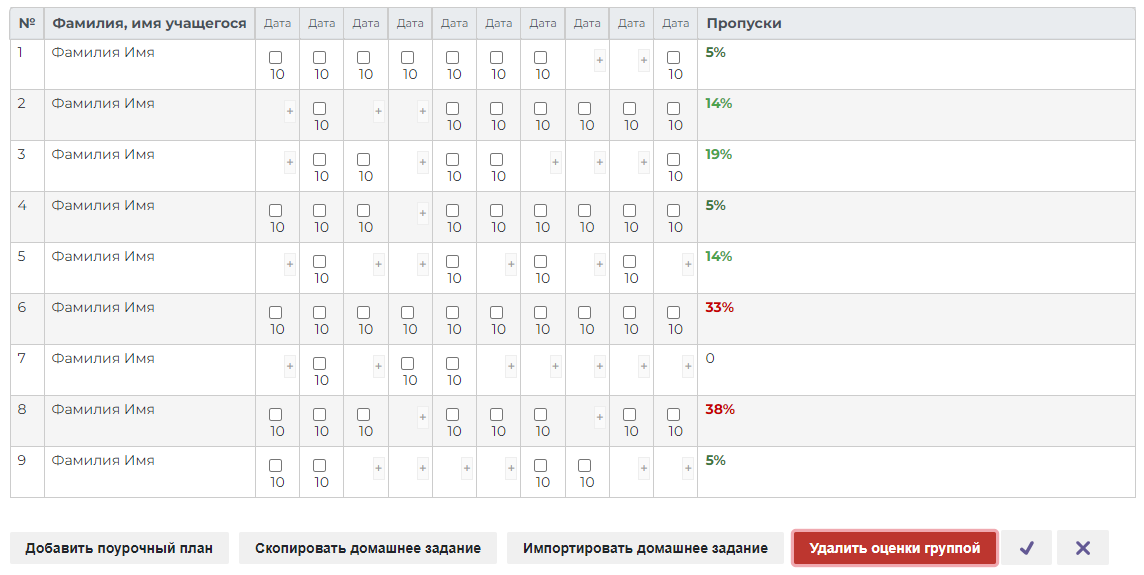 № Фамилия, имя учащегося Дата Дата Дата Дата Дата Дата Дата Дата Дата Дата Пропуски
1 Фамилия Имя 10 10 10 10 10 10 10 + + 10 5%
2 Фамилия Имя + 10 + + 10 10 10 10 10 10 14%
3 Фамилия Имя + 10 10 + 10 10 + + + 10 19%
4 Фамилия Имя 10 10 10 + 10 10 10 10 10 10 5%
5 Фамилия Имя + 10 + + 10 + 10 + 10 + 14%
6 Фамилия Имя 10 10 10 10 10 10 10 10 10 10 33%
7 Фамилия Имя + 10 + 10 10 + + + + + 0
8 Фамилия Имя 10 10 10 + 10 10 10 + 10 10 38%
9 Фамилия Имя 10 10 + + + + 10 10 + + 5%
Добавить поурочный план Скопировать домашнее задание Импортировать домашнее задание Удалить оценки группой